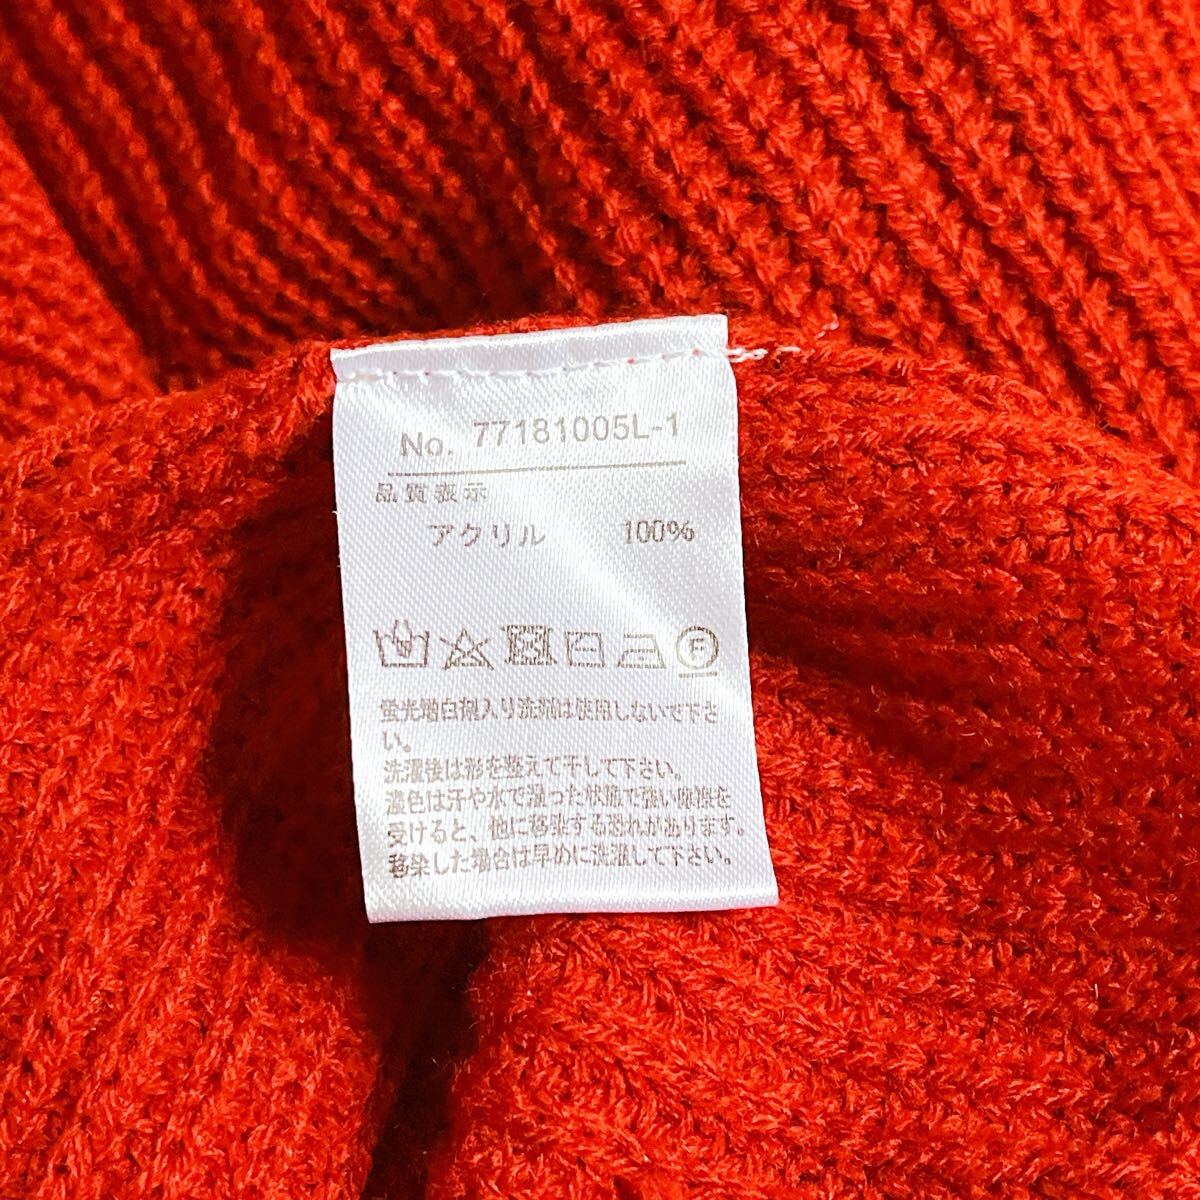 No. 77181005L-1
品質表示
アクリル 100%
F
蛍光増白剤入り洗剤は使用しないで下さ
い。
洗濯後は形を整えて干して下さい。
濃色は汗や水で湿った状態で強い摩擦を
受けると、他に移染する恐れがあります。
移染した場合は早めに洗濯して下さい。